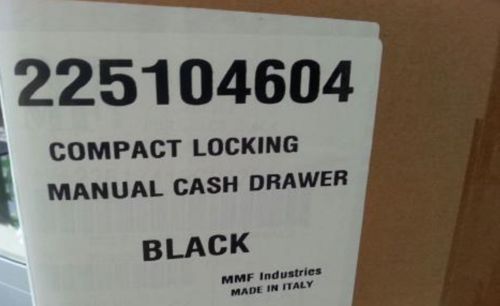 225104604
COMPACT LOCKING
MANUAL CASH DRAWER
BLACK
MMF Industries
MADE IN ITALY